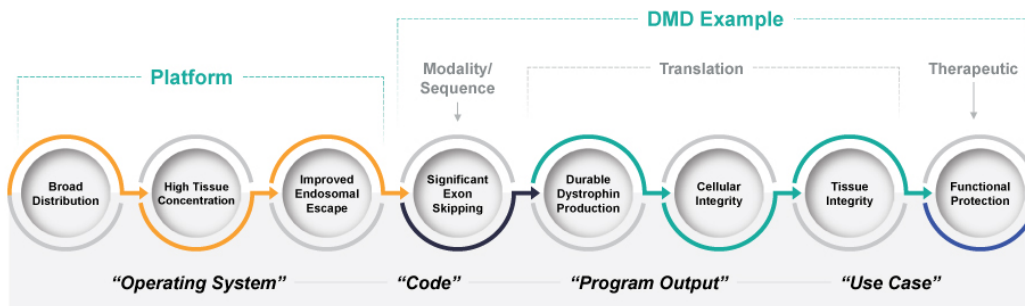 DMD Example
Platform
Modality/
Sequence
Translation
Therapeutic
Broad
Distribution
High Tissue
Concentration
Improved
Endosomal
Escape
Significant
Exon
Skipping
Durable
Dystrophin
Production
Cellular
Integrity
Tissue
Integrity
Functional
Protection
“Operating System”
“Code”
“Program Output”
“Use Case”